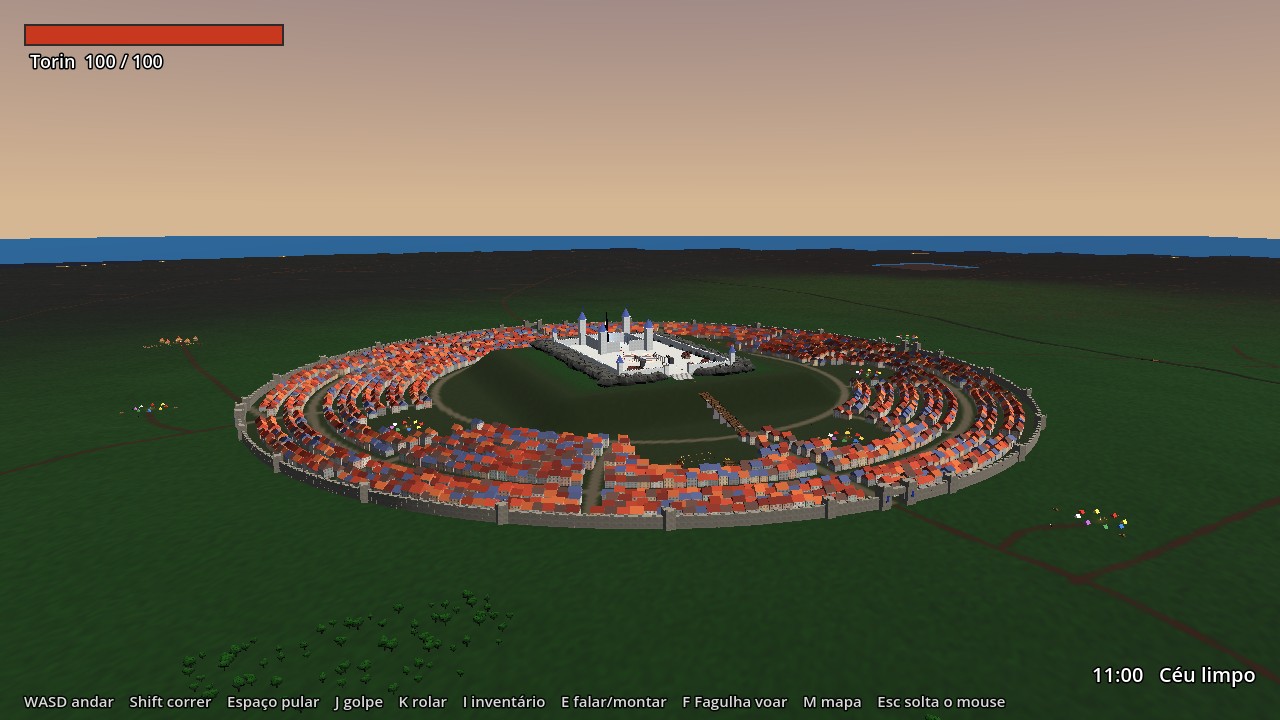 Torin 100 / 100
11:00 Céu limpo
WASD andar Shift correr Espaço pular J golpe K rolar I inventário E falar/montar F Fagulha voar M mapa Esc solta o mouse